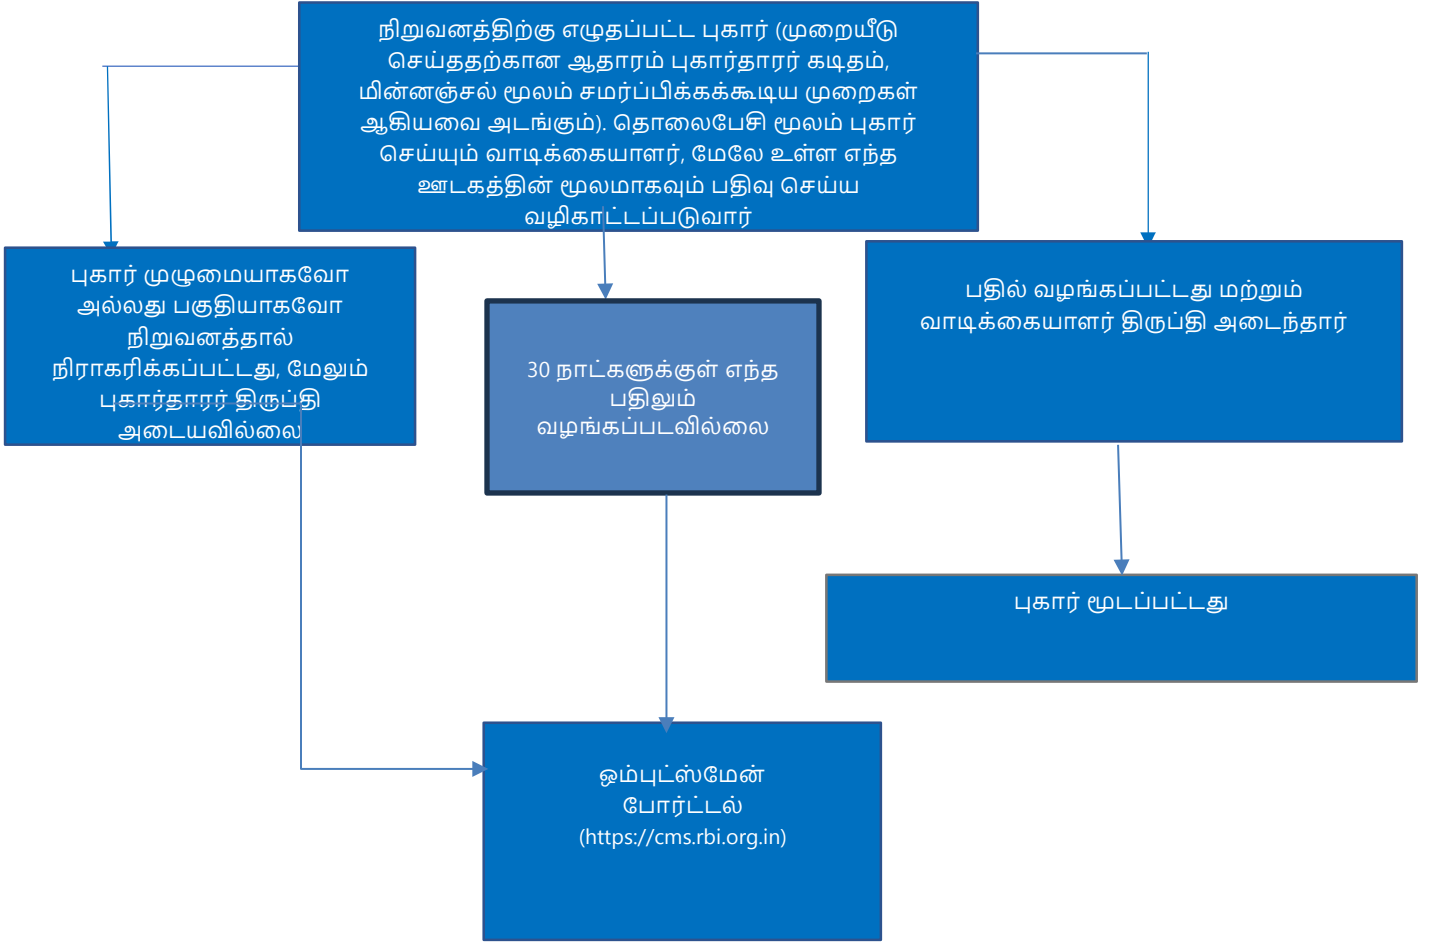 நிறுவனத்திற்கு எழுதப்பட்ட புகார் (முறையீடு
செய்ததற்கான ஆதாரம் புகார்தாரர் கடிதம்,
மின்னஞ்சல் மூலம் சமர்ப்பிக்கக்கூடிய முறைகள்
ஆகியவை அடங்கும்). தொலைபேசி மூலம் புகார்
செய்யும் வாடிக்கையாளர், மேலே உள்ள எந்த
ஊடகத்தின் மூலமாகவும் பதிவு செய்ய
வழிகாட்டப்படுவார்
புகார் முழுமையாகவோ
அல்லது பகுதியாகவோ
நிறுவனத்தால்
நிராகரிக்கப்பட்டது, மேலும்
புகார்தாரர் திருப்தி
அடையவில்லை
30 நாட்களுக்குள் எந்த
பதிலும்
வழங்கப்படவில்லை
பதில் வழங்கப்பட்டது மற்றும்
வாடிக்கையாளர் திருப்தி அடைந்தார்
புகார் மூடப்பட்டது
ஒம்புட்ஸ்மேன்
போர்ட்டல்
(https://cms.rbi.org.in)